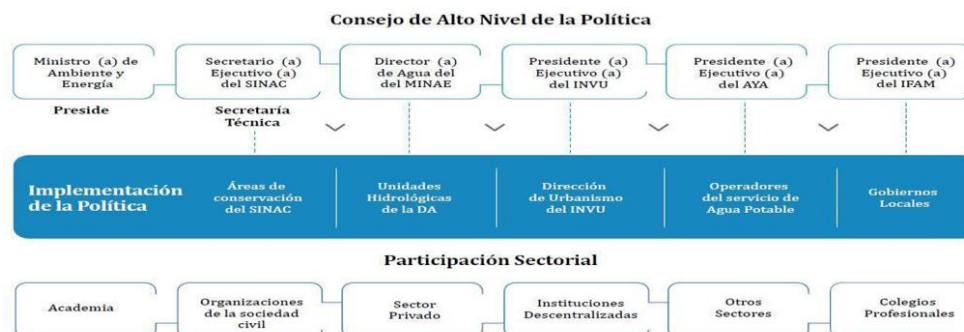 Consejo de Alto Nivel de la Política
Ministro (a) de
Ambiente y
Energía
Secretario (a)
Ejecutivo (a)
del SINAC
Director (a)
de Agua del
del MINAE
Presidente (a)
Ejecutivo (a)
del INVU
Presidente (a)
Ejecutivo (a)
del AYA
Presidente (a)
Ejecutivo (a)
del IFAM
Preside
Secretaría
Técnica
Implementación
de la Política
Áreas de
conservación
del SINAC
Unidades
Hidrológicas
de la DA
Dirección
de Urbanismo
del INVU
Operadores
del servicio de
Agua Potable
Gobiernos
Locales
Participación Sectorial
Academia
Organizaciones
de la sociedad
civil
Sector
Privado
Instituciones
Descentralizadas
Otros
Sectores
Colegios
Profesionales